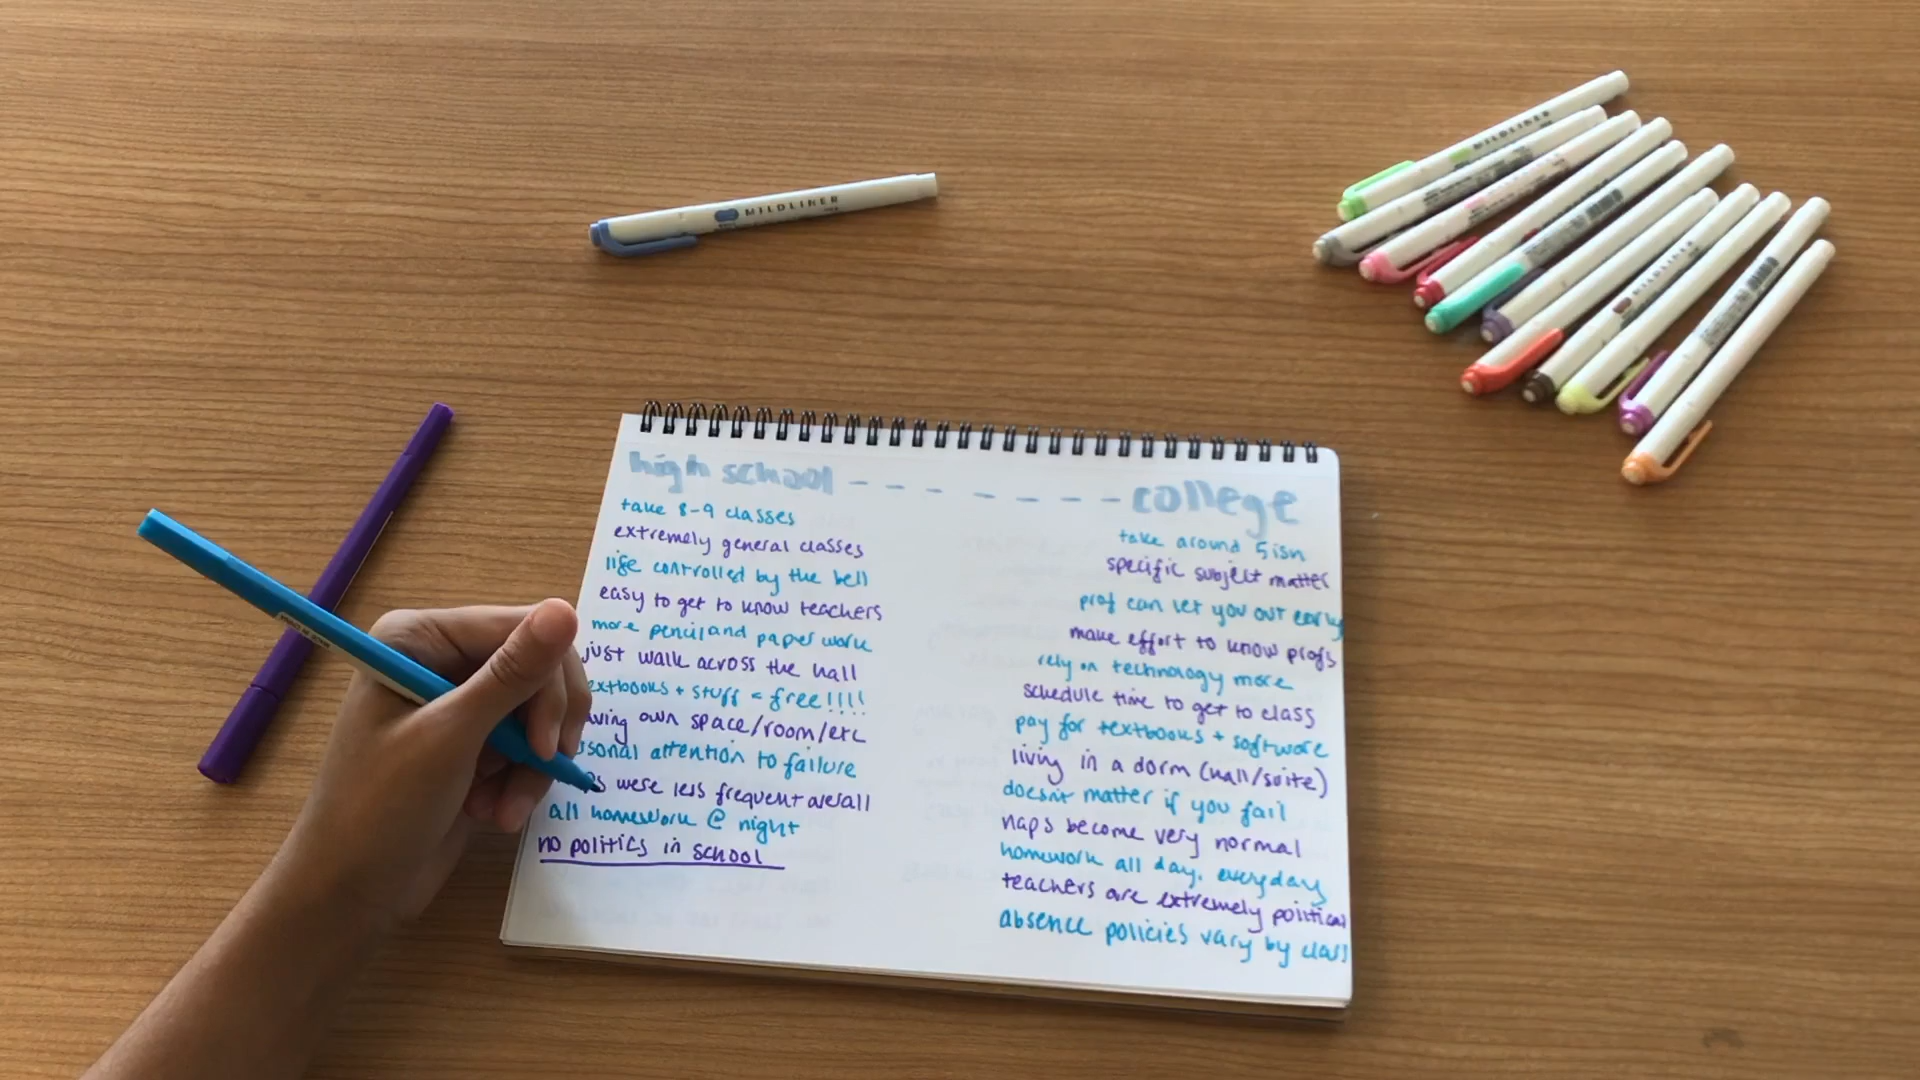 MILDLINER
MILDLINER
MILDLINER
high school - - - - - - - - college
take 8-9 classes
extremely general classes
life controlled by the bell
easy to get to know teachers
more pencil and paper work
just walk across the hall
extbooks + stuff = free!!!!
aving own space/room/etc
sonal attention to failure
s were less frequent overall
all homework @ night
no politics in school
take around 5ish
specific subject matter
prof can let you out early
make effort to know profs
rely on technology more
schedule time to get to class
pay for textbooks + software
living in a dorm (hall/suite)
doesn't matter if you fail
naps become very normal
homework all day, everyday
teachers are extremely political
absence policies vary by class